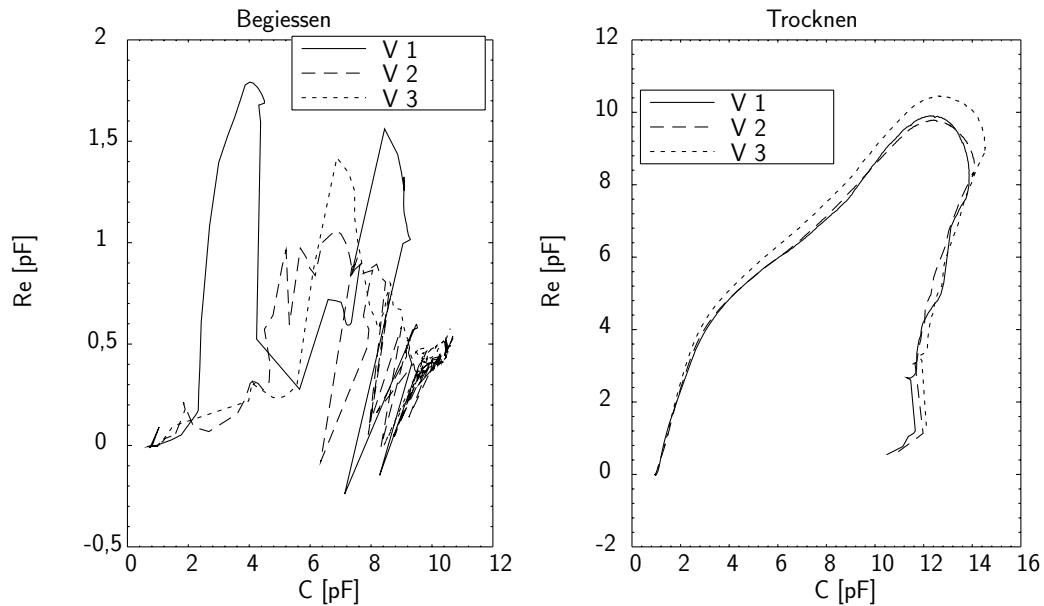 Begiessen
2
1,5
1
0,5
0
-0,5
Re [pF]
0 2 4 6 8 10 12
C [pF]
V 1
V 2
V 3
Trocknen
12
10
8
6
4
2
0
-2
Re [pF]
0 2 4 6 8 10 12 14 16
C [pF]
V 1
V 2
V 3